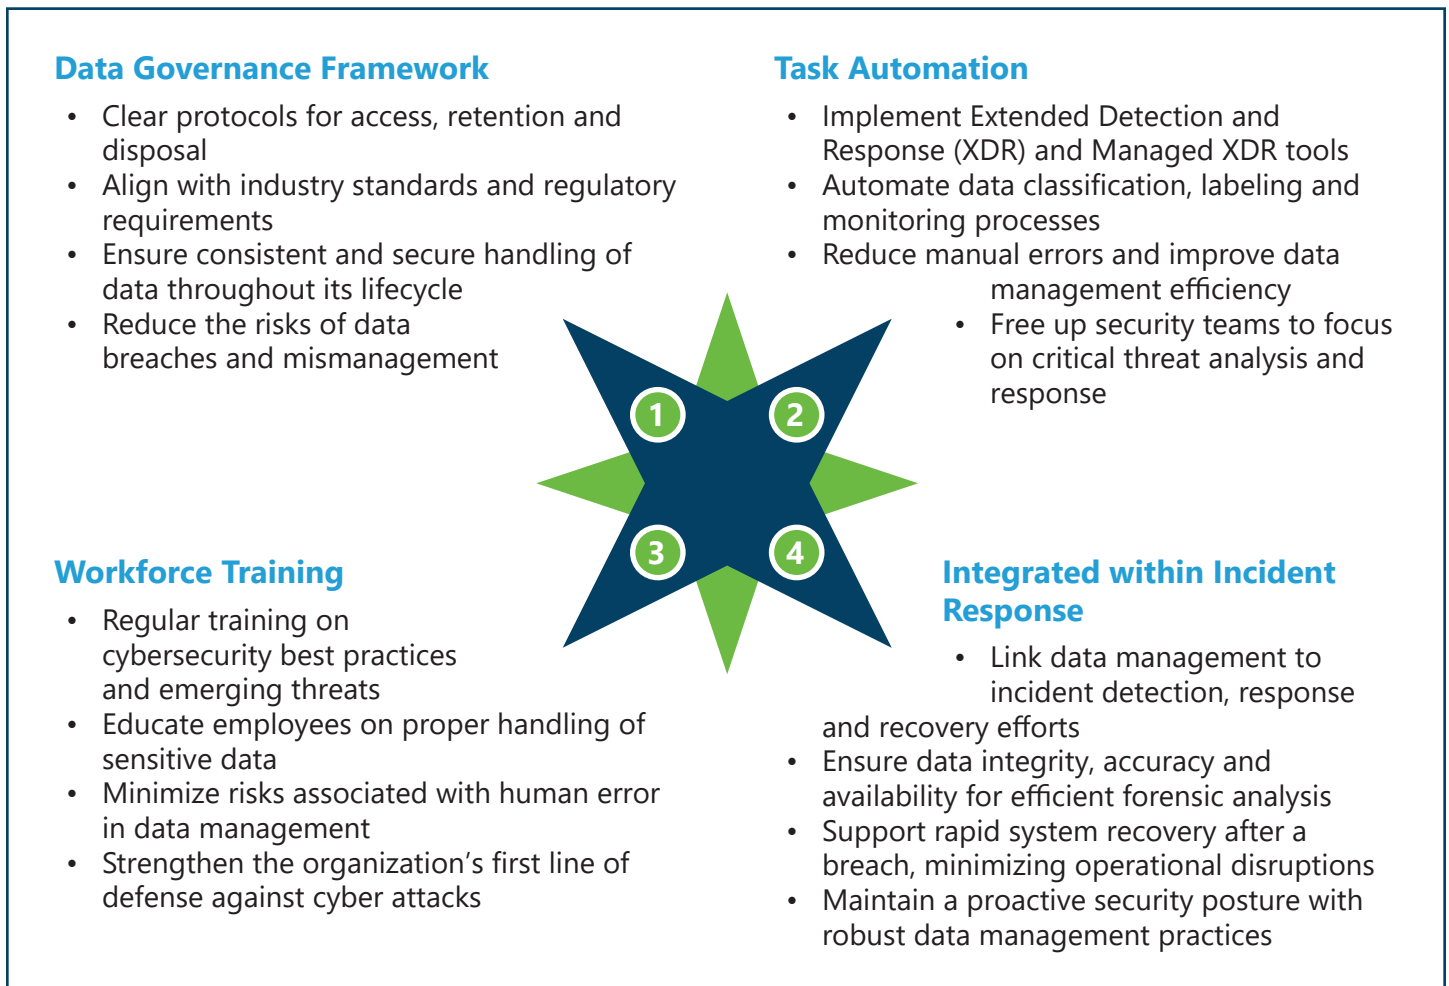 Data Governance Framework
• Clear protocols for access, retention and
disposal
• Align with industry standards and regulatory
requirements
• Ensure consistent and secure handling of
data throughout its lifecycle
• Reduce the risks of data
breaches and mismanagement
Task Automation
• Implement Extended Detection and
Response (XDR) and Managed XDR tools
• Automate data classification, labeling and
monitoring processes
• Reduce manual errors and improve data
management efficiency
• Free up security teams to focus
on critical threat analysis and
response
1
2
3
4
Workforce Training
• Regular training on
cybersecurity best practices
and emerging threats
• Educate employees on proper handling of
sensitive data
• Minimize risks associated with human error
in data management
• Strengthen the organization’s first line of
defense against cyber attacks
Integrated within Incident
Response
• Link data management to
incident detection, response
and recovery efforts
• Ensure data integrity, accuracy and
availability for efficient forensic analysis
• Support rapid system recovery after a
breach, minimizing operational disruptions
• Maintain a proactive security posture with
robust data management practices